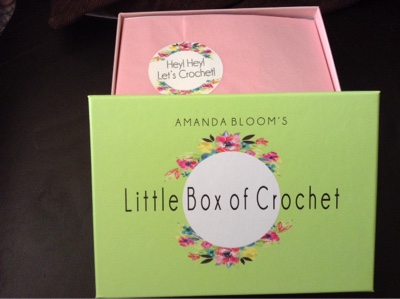 Hey! Hey!
Let's Crochet!
AMANDA BLOOM'S
Little Box of Crochet